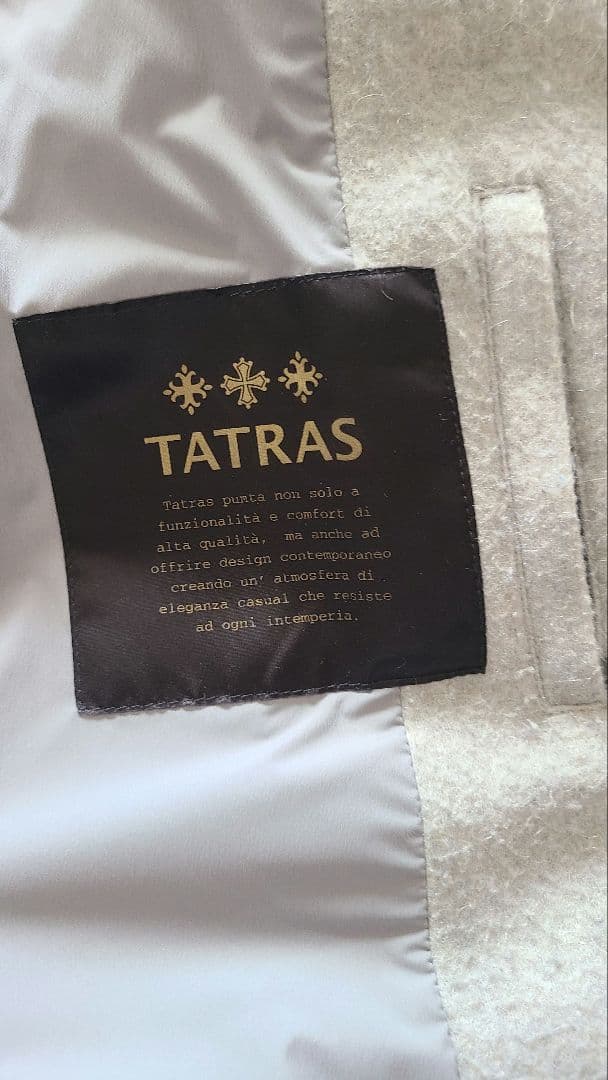 TATRAS
Tatras punta non solo a
funzionalità e comfort di
alta qualità, ma anche ad
offrire design contemporaneo
creando un' atmosfera di
eleganza casual che resiste
ad ogni intemperia.